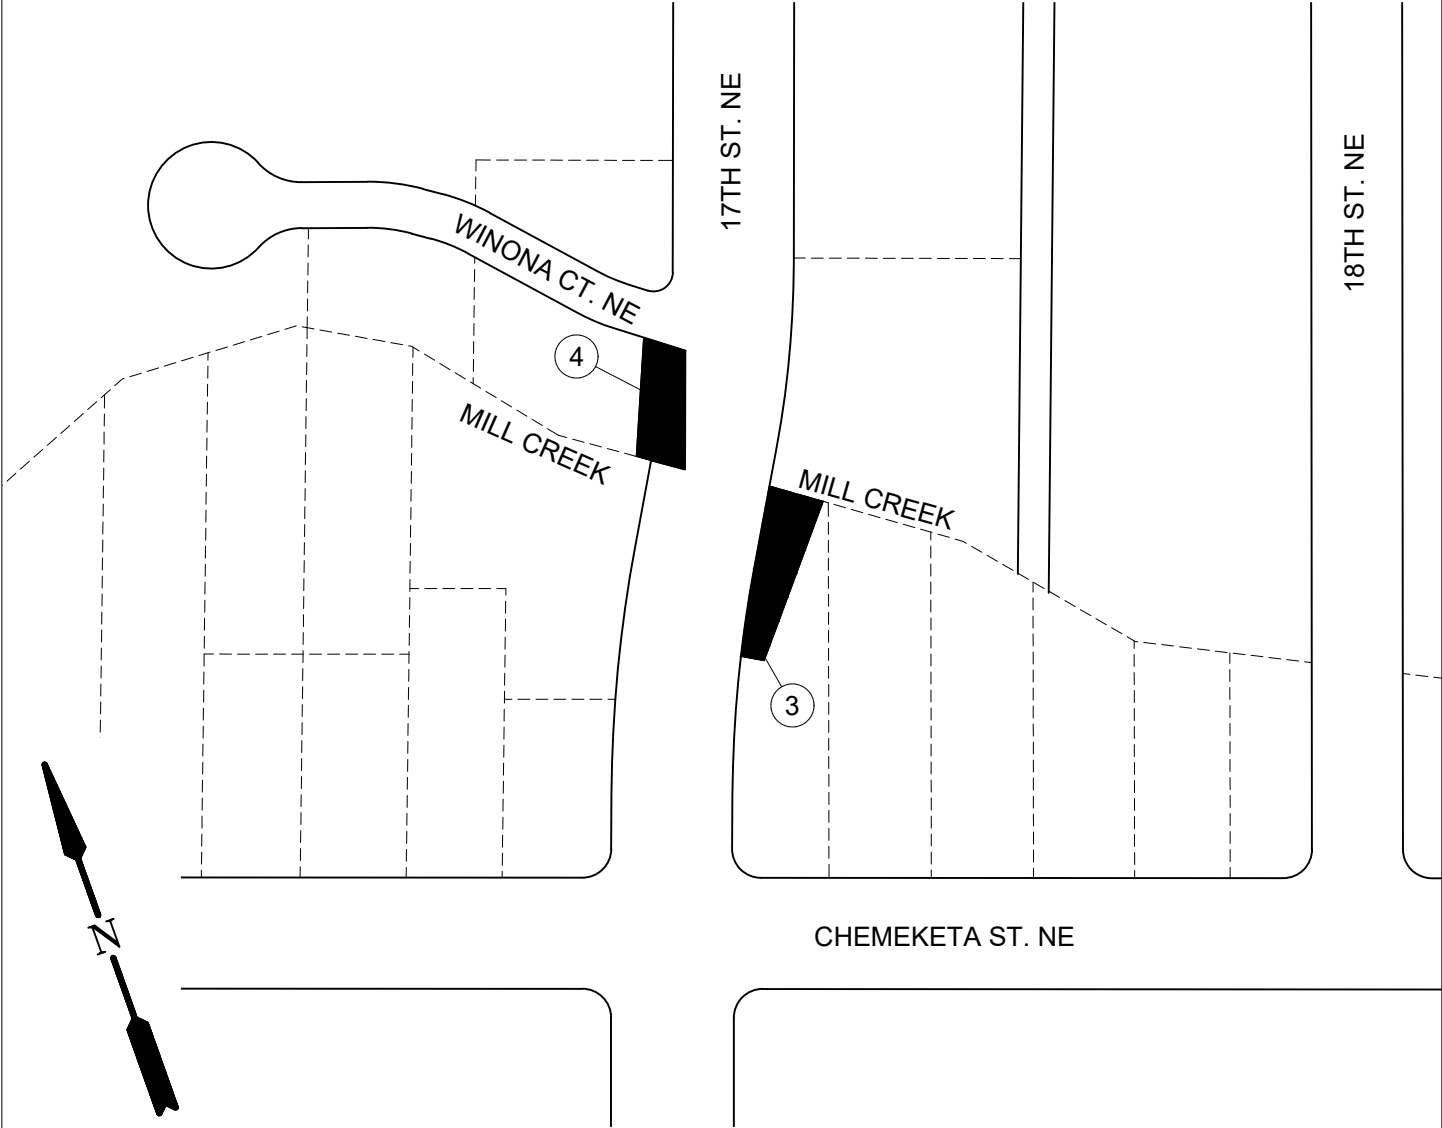 17TH ST. NE
18TH ST. NE
WINONA CT. NE
4
MILL CREEK
MILL CREEK
3
N
CHEMEKETA ST. NE